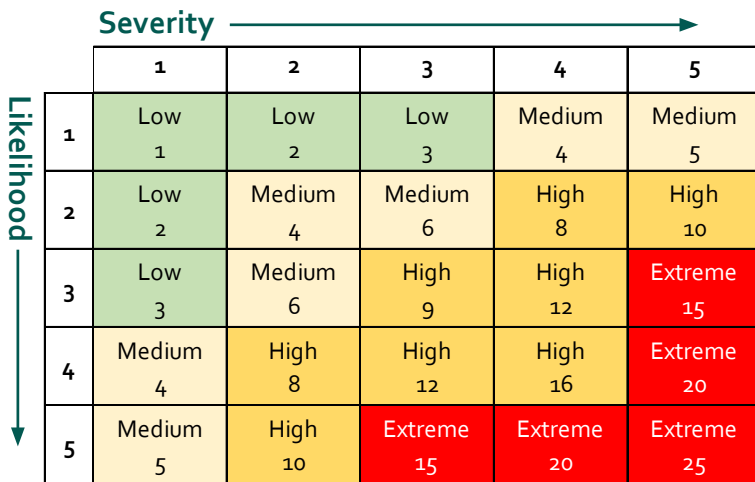 Severity
1 2 3 4 5
Likelihood
1
Low Low Low Medium Medium
1 2 3 4 5
2
Low Medium Medium High High
2 4 6 8 10
3
Low Medium High High Extreme
3 6 9 12 15
4
Medium High High High Extreme
4 8 12 16 20
5
Medium High Extreme Extreme Extreme
5 10 15 20 25